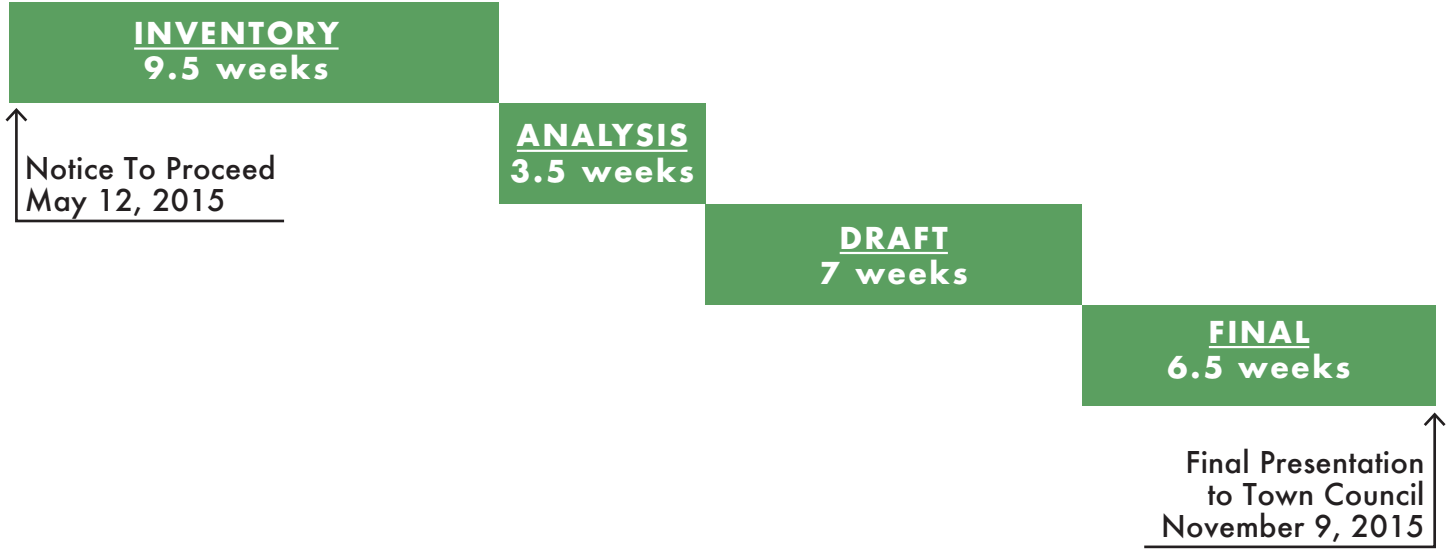 INVENTORY
9.5 weeks
Notice To Proceed
May 12, 2015
ANALYSIS
3.5 weeks
DRAFT
7 weeks
FINAL
6.5 weeks
Final Presentation
to Town Council
November 9, 2015